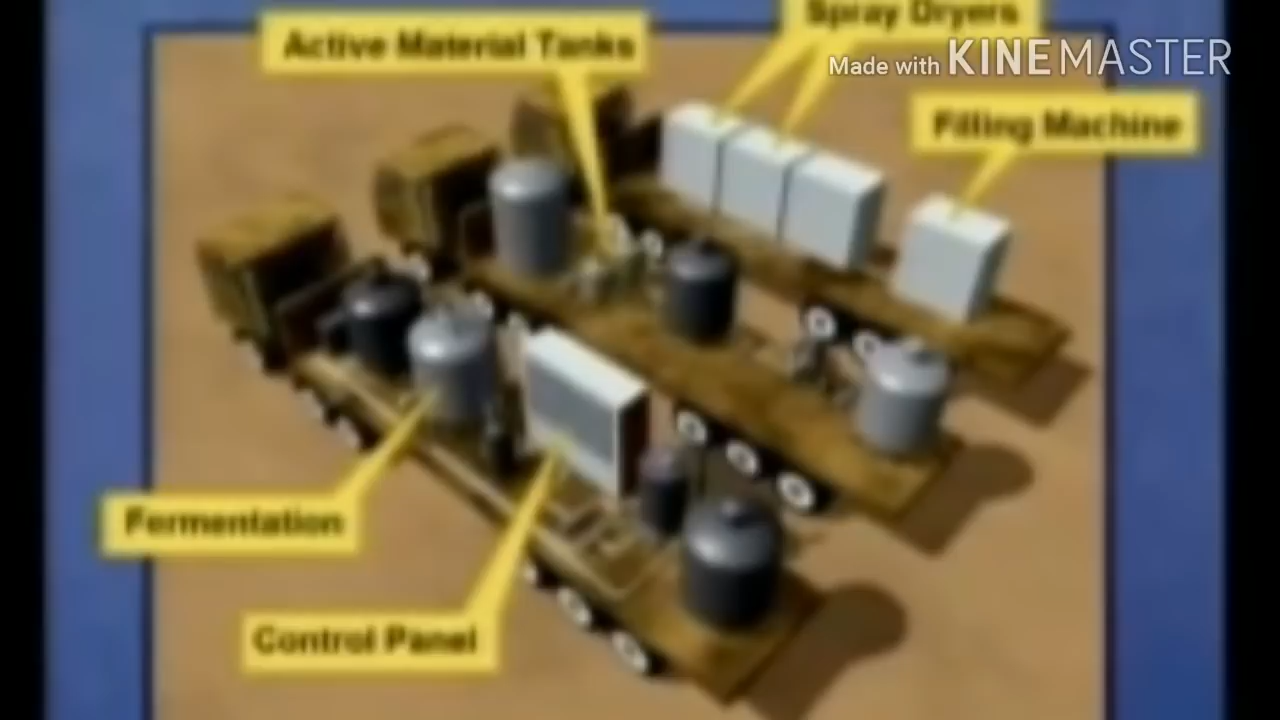 Spray Dryers
Active Material Tanks
Made with KINEMASTER
Filling Machine
Fermentation
Control Panel